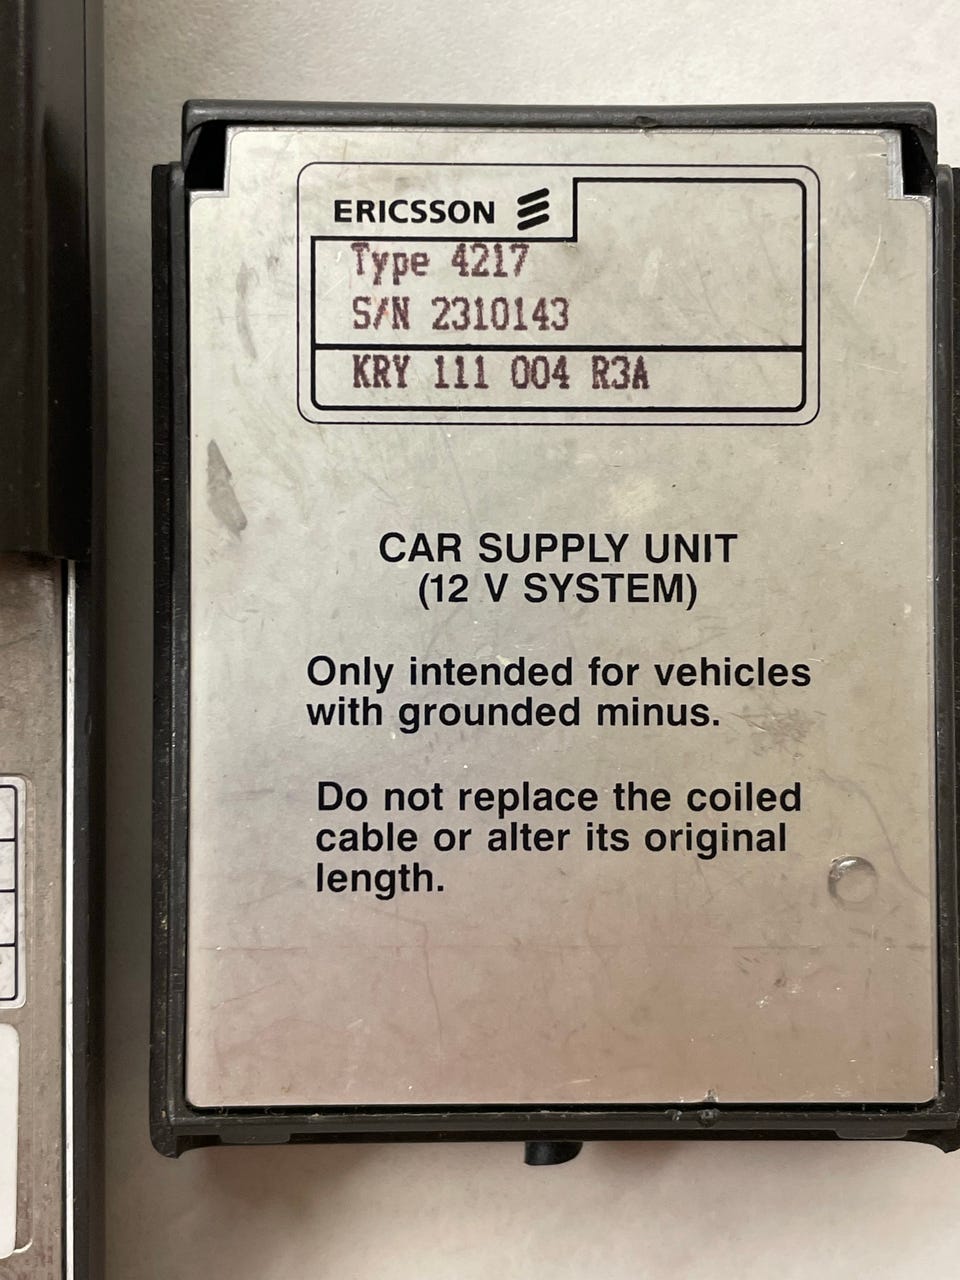 ERICSSON
Type 4217
S/N 2310143
KRY 111 004 R3A
CAR SUPPLY UNIT
(12 V SYSTEM)
Only intended for vehicles
with grounded minus.
Do not replace the coiled
cable or alter its original
length.